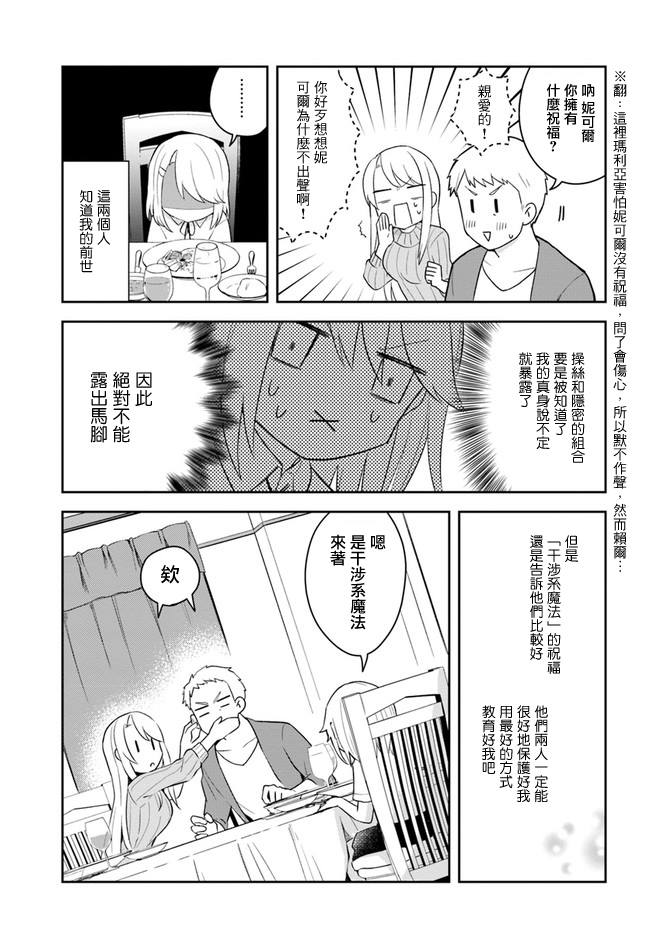 ※翻：這裡瑪利亞害怕妮可爾沒有祝福，問了會傷心，所以默不作聲，然而賴爾…
吶 妮可爾
你擁有
什麼祝福？
親愛的！
你好歹想想妮
可爾為什麼不出聲啊！
………
這兩個人
知道我的前世
操絲和隱密的組合
要是被知道了
我的真身說不定
就暴露了
因此
絕對不能
露出馬腳
但是
「干涉系魔法」的祝福
還是告訴他們比較好
他們兩人一定能
很好地保護好我
用最好的方式
教育好我吧
嗯
是干涉系魔法
來著
欸